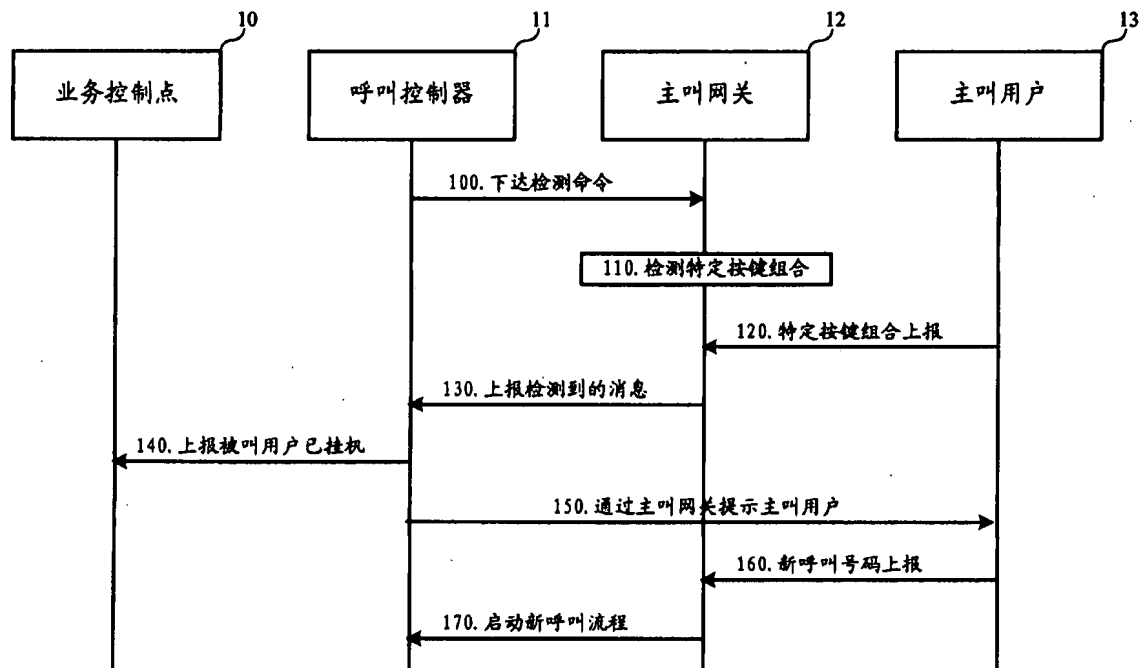 10
11
12
13
业务控制点
呼叫控制器
主叫网关
主叫用户
100.下达检测命令
110.检测特定按键组合
120.特定按键组合上报
130.上报检测到的消息
140.上报被叫用户已挂机
150.通过主叫网关提示主叫用户
160.新呼叫号码上报
170.启动新呼叫流程